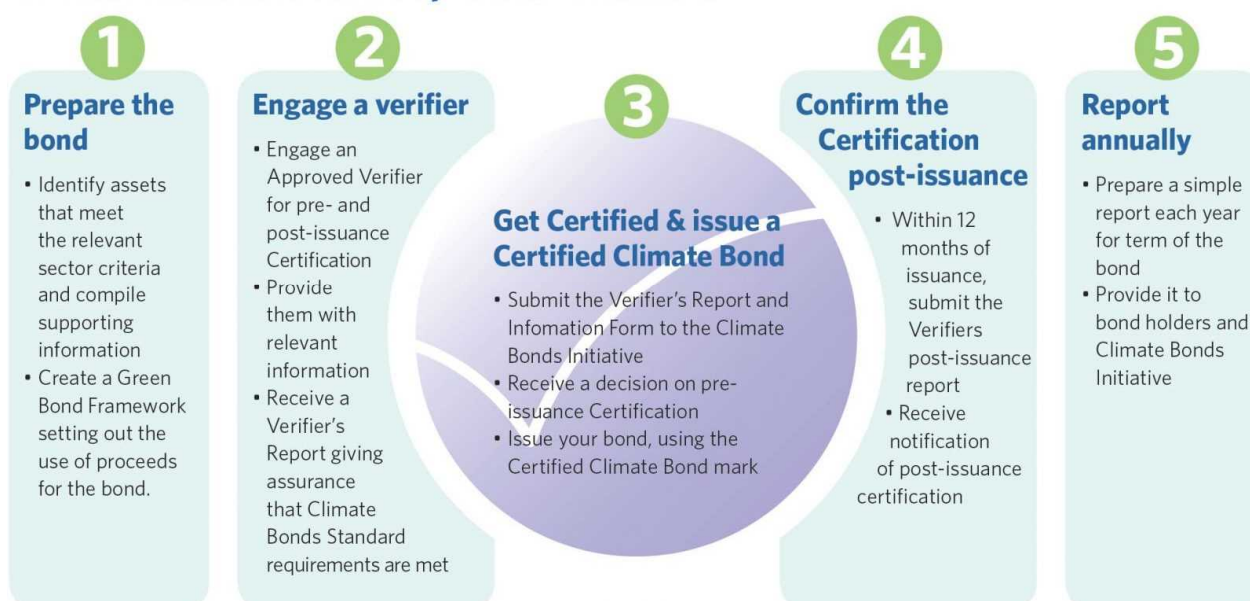 1
Prepare the
bond
• Identify assets
that meet
the relevant
sector criteria
and compile
supporting
information
• Create a Green
Bond Framework
setting out the
use of proceeds
for the bond.
2
Engage a verifier
• Engage an
Approved Verifier
for pre- and
post-issuance
Certification
• Provide
them with
relevant
information
• Receive a
Verifier's
Report giving
assurance
that Climate
Bonds Standard
requirements are met
3
Get Certified & issue a
Certified Climate Bond
• Submit the Verifier's Report and
Infomation Form to the Climate
Bonds Initiative
• Receive a decision on pre-
issuance Certification
• Issue your bond, using the
Certified Climate Bond mark
4
Confirm the
Certification
post-issuance
• Within 12
months of
issuance,
submit the
Verifiers
post-issuance
report
• Receive
notification
of post-issuance
certification
5
Report
annually
• Prepare a simple
report each year
for term of the
bond
• Provide it to
bond holders and
Climate Bonds
Initiative